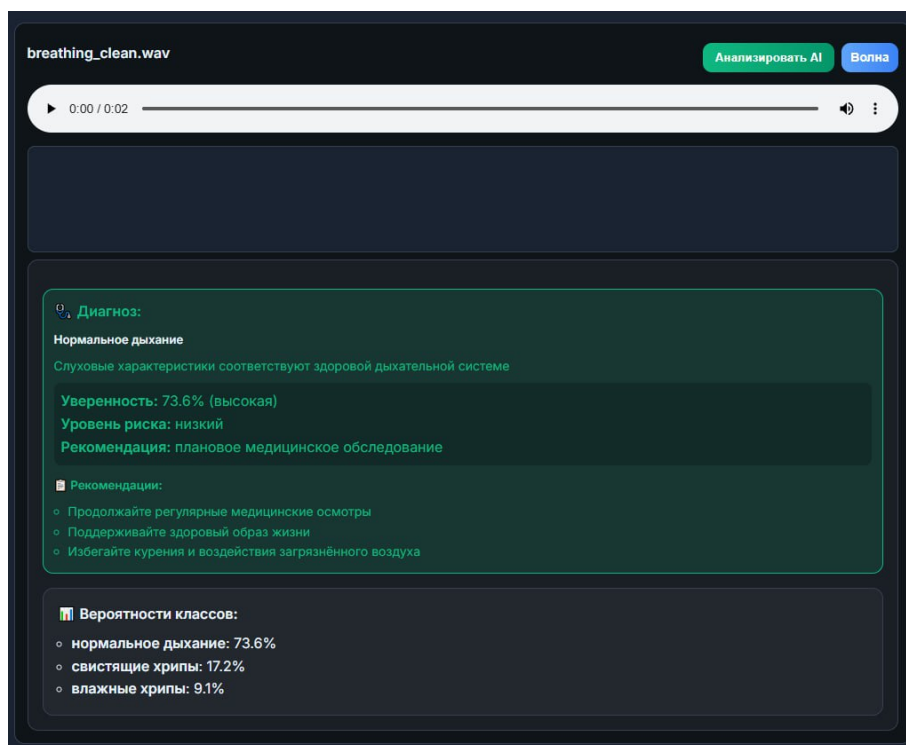 breathing_clean.wav
Анализировать AI
Волна
0:00 / 0:02
Диагноз:
Нормальное дыхание
Слуховые характеристики соответствуют здоровой дыхательной системе
Уверенность: 73.6% (высокая)
Уровень риска: низкий
Рекомендация: плановое медицинское обследование
Рекомендации:
Продолжайте регулярные медицинские осмотры
Поддерживайте здоровый образ жизни
Избегайте курения и воздействия загрязнённого воздуха
Вероятности классов:
нормальное дыхание: 73.6%
свистящие хрипы: 17.2%
влажные хрипы: 9.1%